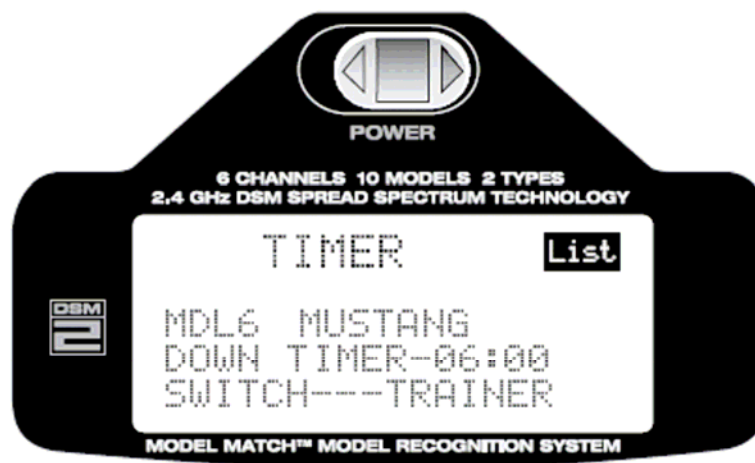 POWER
6 CHANNELS 10 MODELS 2 TYPES
2.4 GHz DSM SPREAD SPECTRUM TECHNOLOGY
TIMER List
DSM
2
MDL6 MUSTANG
DOWN TIMER-06:00
SWITCH---TRAINER
MODEL MATCH™ MODEL RECOGNITION SYSTEM